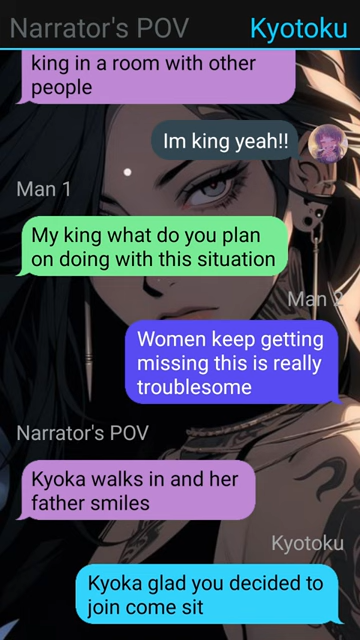 Narrator's POV Kyotoku
king in a room with other
people
Im king yeah!!
Man 1
My king what do you plan
on doing with this situation
Man 2
Women keep getting
missing this is really
troublesome
Narrator's POV
Kyoka walks in and her
father smiles
Kyotoku
Kyoka glad you decided to
join come sit